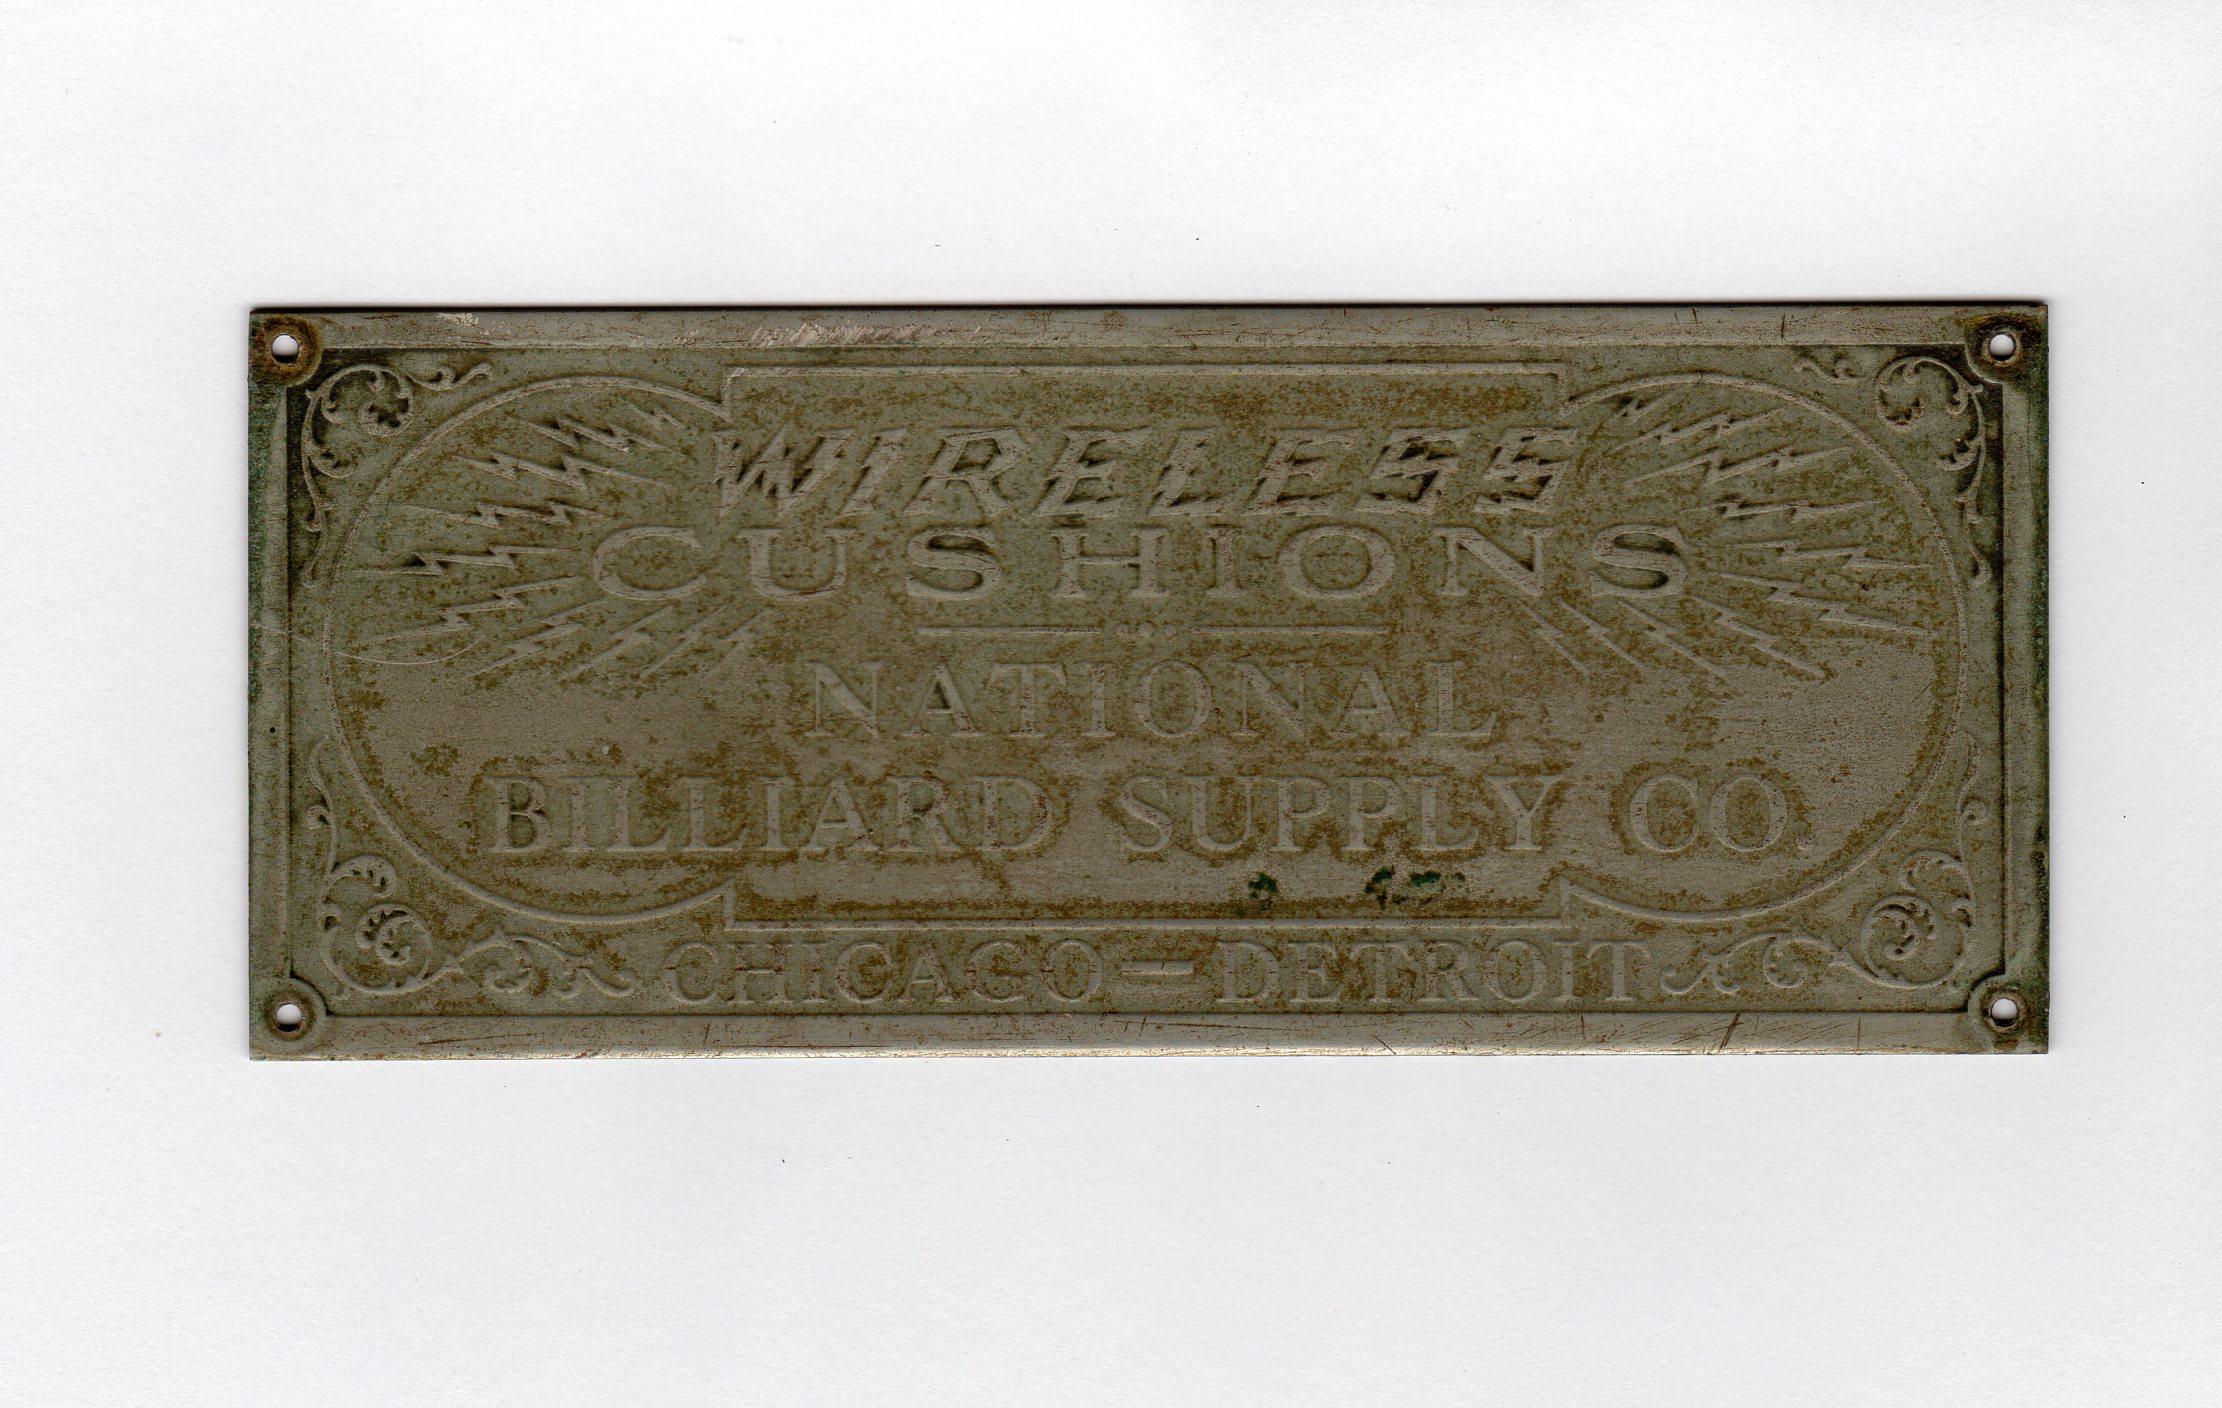 WIRELESS
CUSHIONS
NATIONAL
BILLIARD SUPPLY CO.
CHICAGO - DETROIT